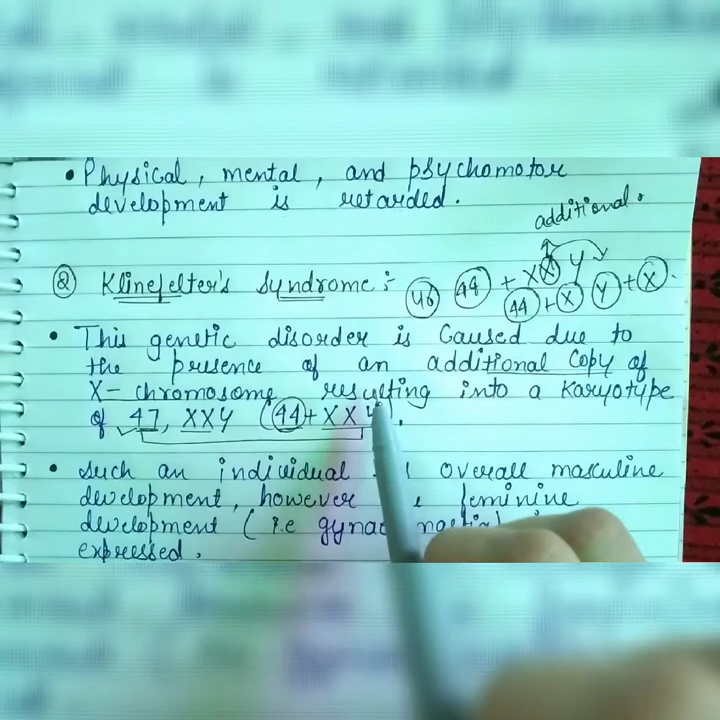 • Physical, mental, and psychomotor
development is retarded.
additional.
② Klinefelter's Syndrome :- 46 44 + XX Y
44 + X Y + X
• This genetic disorder is Caused due to
the presence of an additional Copy of
X- chromosome resulting into a Karyotype
of 47, XXY (44+XXY).
• Such an individual overall masculine
development, however feminine
development (i.e
expressed.